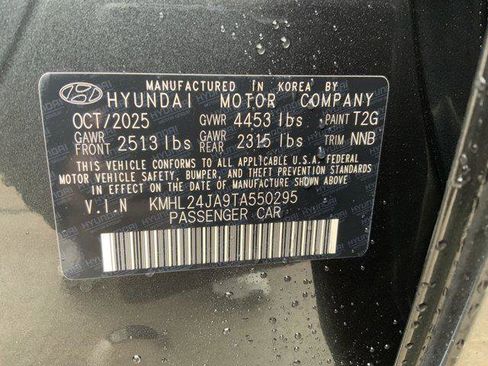 MANUFACTURED IN KOREA BY
HYUNDAI MOTOR COMPANY
OCT/2025 GVWR 4453 lbs PAINT T2G
GAWR FRONT 2513 lbs GAWR REAR 2315 lbs TRIM NNB
THIS VEHICLE CONFORMS TO ALL APPLICABLE U.S.A. FEDERAL
MOTOR VEHICLE SAFETY, BUMPER, AND THEFT PREVENTION STANDARDS
IN EFFECT ON THE DATE OF MANUFACTURE SHOWN ABOVE.
V.I.N KMHL24JA9TA550295
PASSENGER CAR